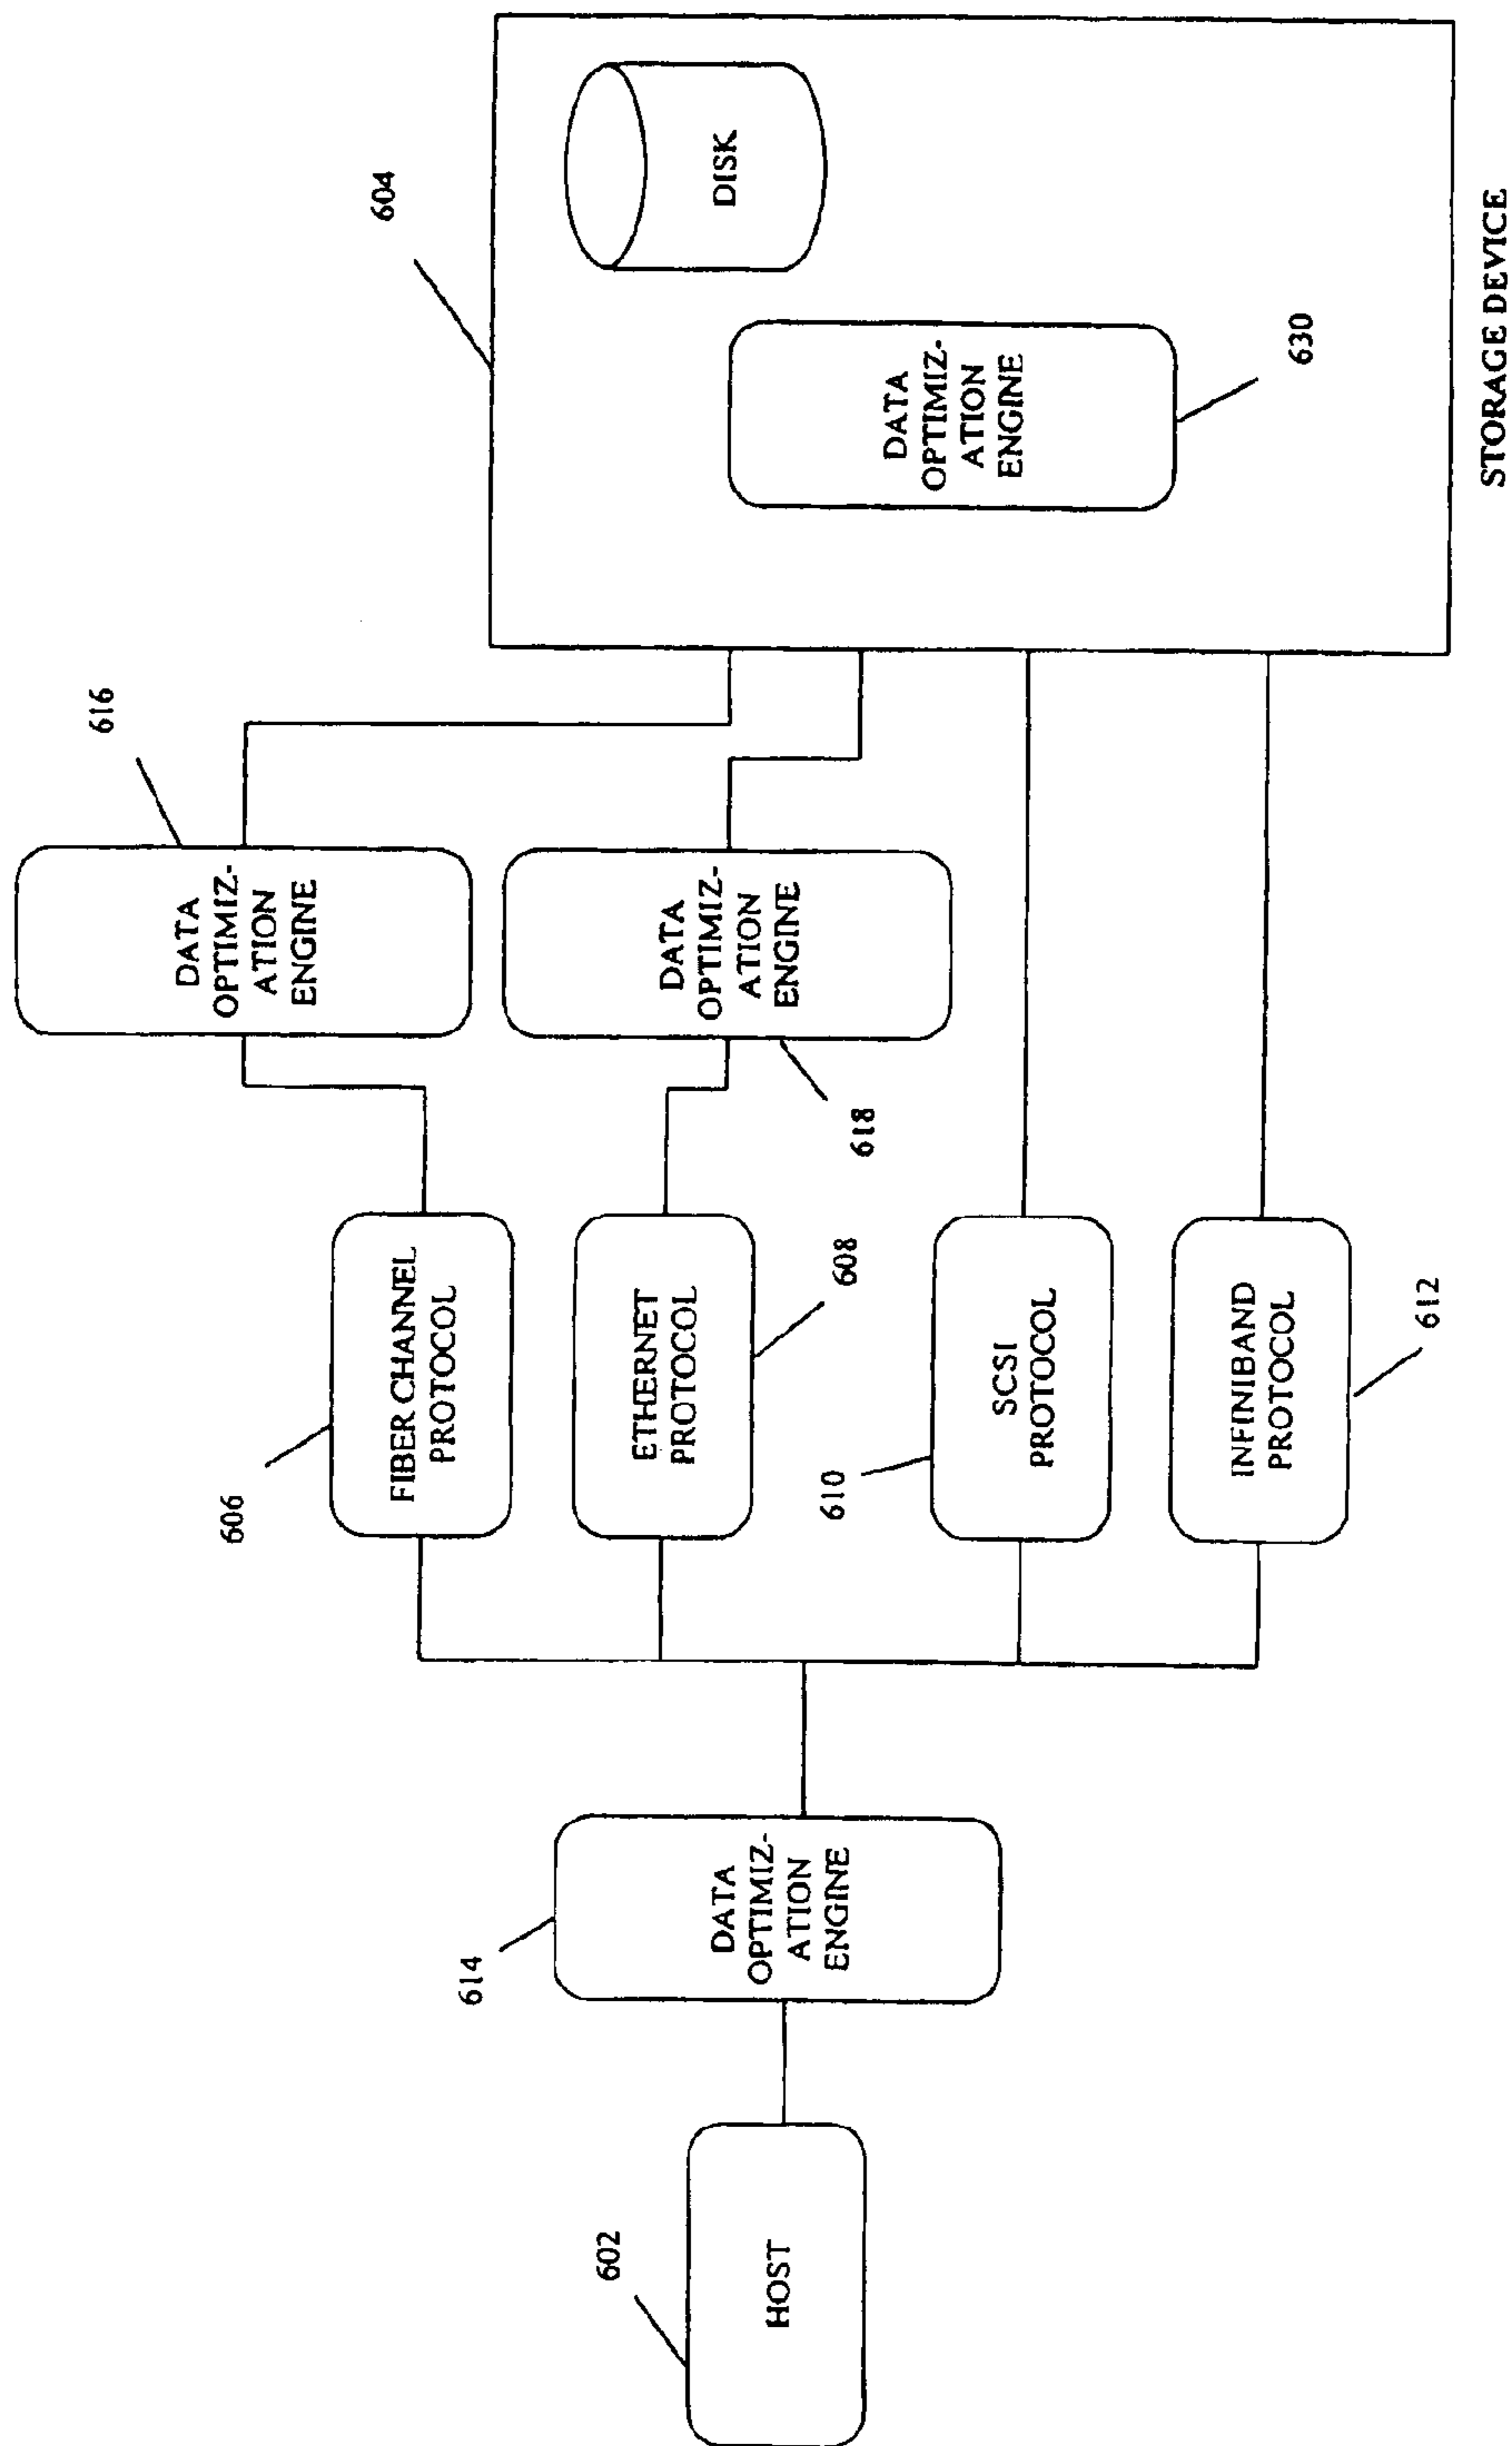 602
HOST
614
DATA
OPTIMIZ-
ATION
ENGINE
606
FIBER CHANNEL
PROTOCOL
ETHERNET
PROTOCOL
608
610
SCSI
PROTOCOL
INFINIBAND
PROTOCOL
612
616
DATA
OPTIMIZ-
ATION
ENGINE
DATA
OPTIMIZ-
ATION
ENGINE
618
604
DISK
DATA
OPTIMIZ-
ATION
ENGINE
630
STORAGE DEVICE